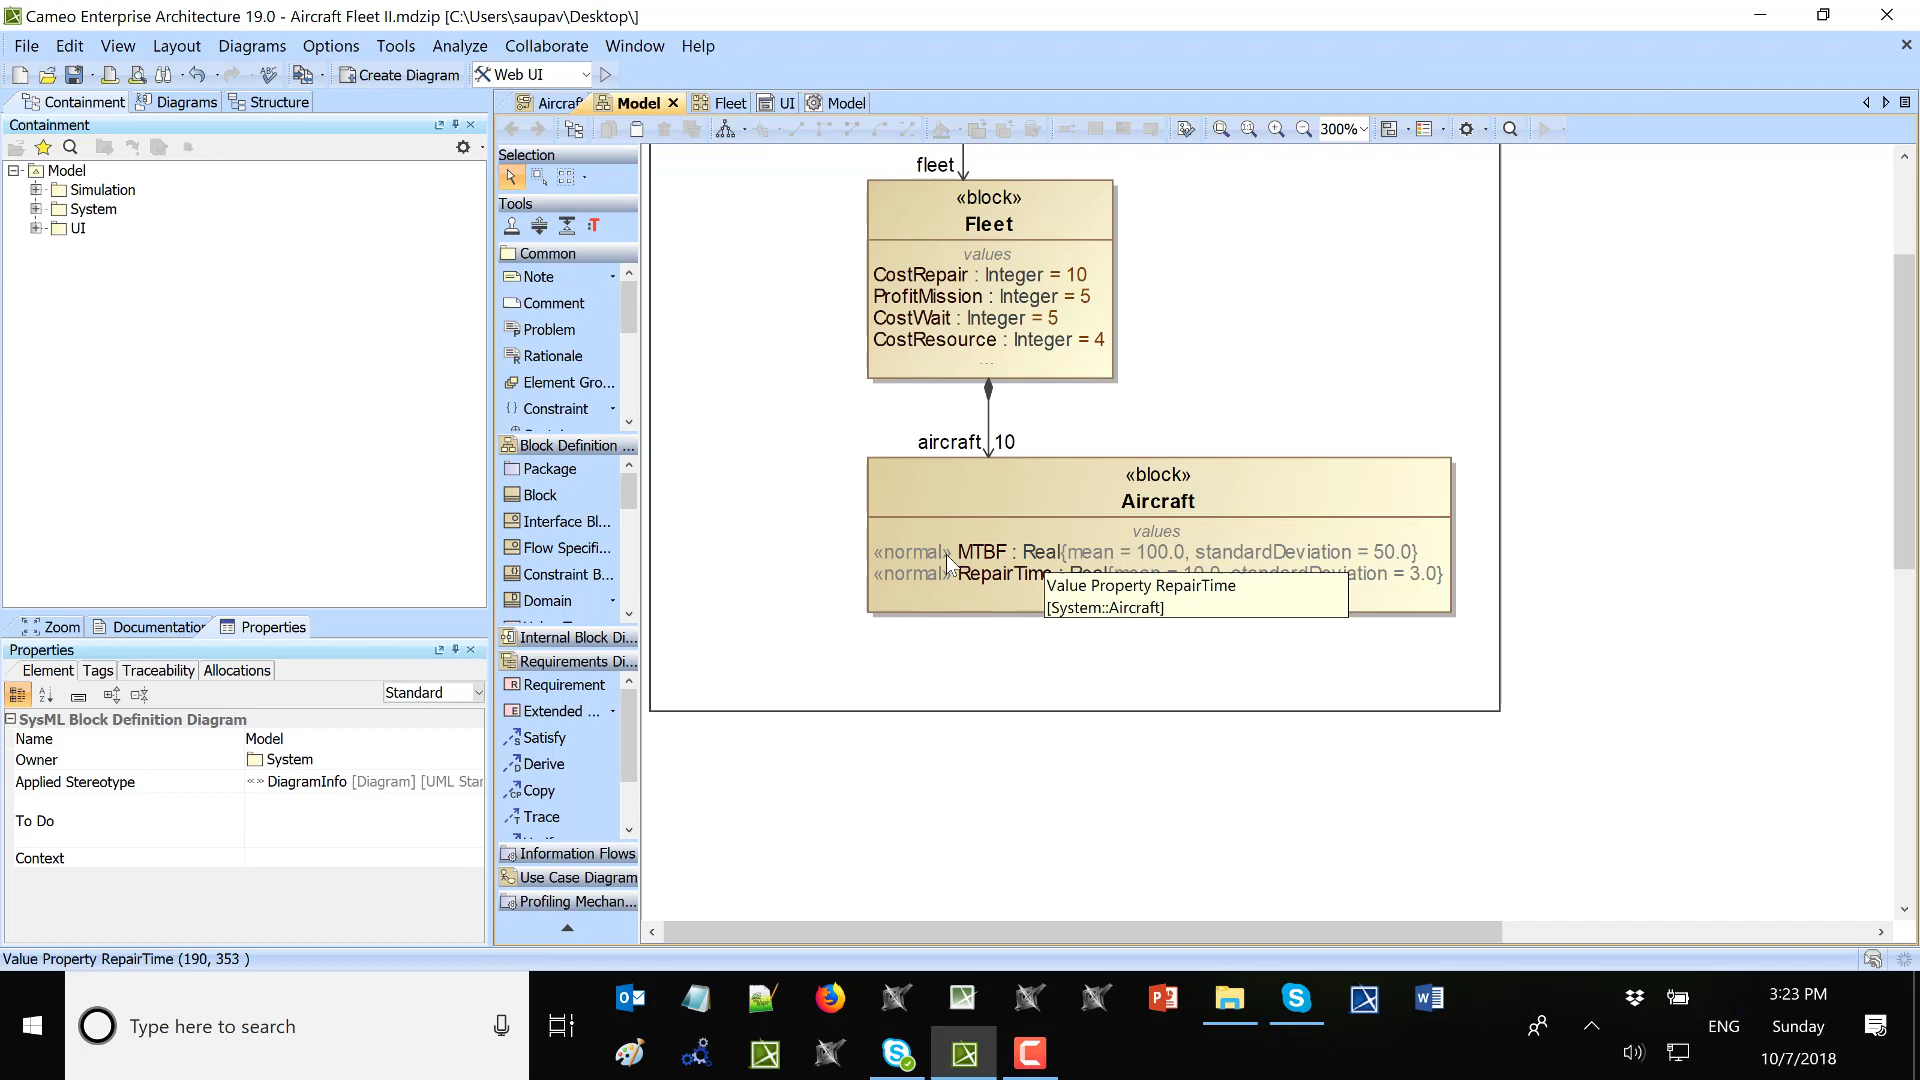 Cameo Enterprise Architecture 19.0 - Aircraft Fleet II.mdzip [C:\Users\saupav\Desktop\]
File Edit View Layout Diagrams Options Tools Analyze Collaborate Window Help
Create Diagram Web UI
Containment Diagrams Structure
Containment
Model
Simulation
System
UI
Aircraf Model Fleet UI Model
300%
Selection
Tools
Common
Note
Comment
Problem
Rationale
Element Gro...
Constraint
Block Definition ...
Package
Block
Interface Bl...
Flow Specifi...
Constraint B...
Domain
Internal Block Di...
Requirements Di...
Requirement
Extended ...
Satisfy
Derive
Copy
Trace
Information Flows
Use Case Diagram
Profiling Mechan...
fleet
«block»
Fleet
values
CostRepair : Integer = 10
ProfitMission : Integer = 5
CostWait : Integer = 5
CostResource : Integer = 4
...
aircraft 10
«block»
Aircraft
values
«normal» MTBF : Real{mean = 100.0, standardDeviation = 50.0}
«normal» RepairTime : Real{mean = 10.0, standardDeviation = 3.0}
Value Property RepairTime
[System::Aircraft]
Zoom Documentation Properties
Properties
Element Tags Traceability Allocations
Standard
SysML Block Definition Diagram
Name Model
Owner System
Applied Stereotype «» DiagramInfo [Diagram] [UML Star
To Do
Context
Value Property RepairTime (190, 353 )
Type here to search
ENG
3:23 PM
Sunday
10/7/2018